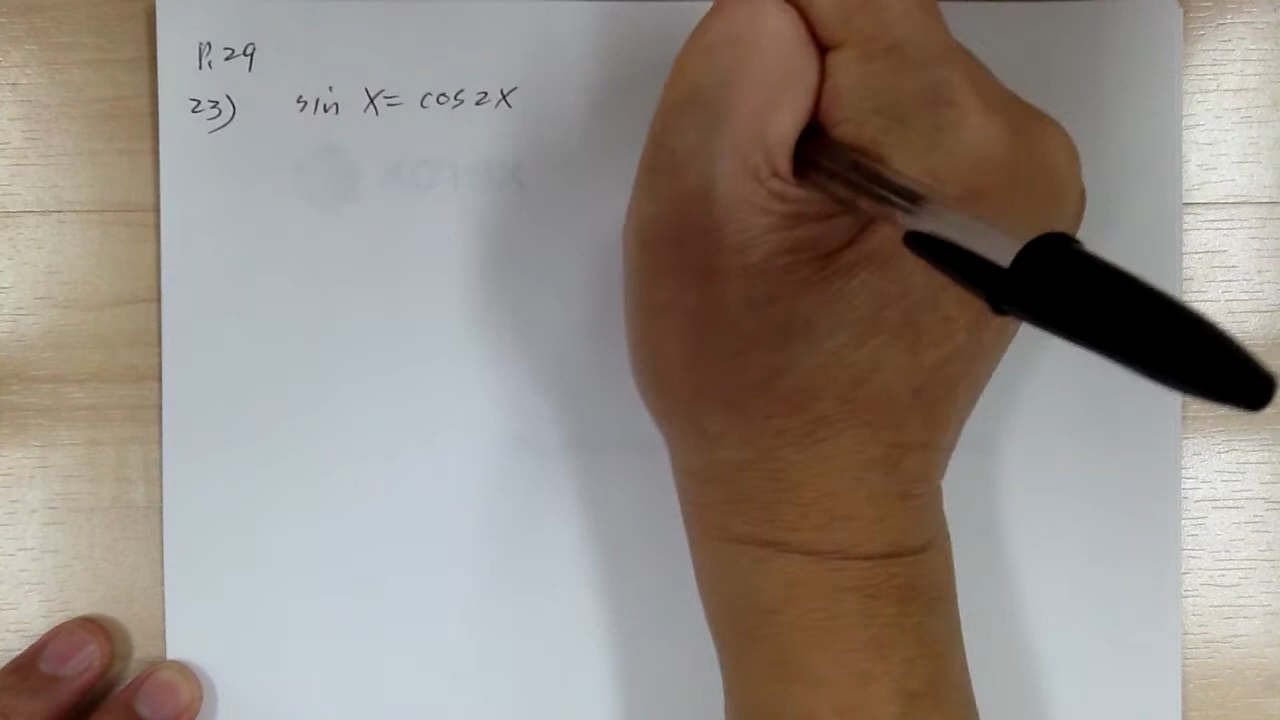 P. 29
23) sin x = cos 2x